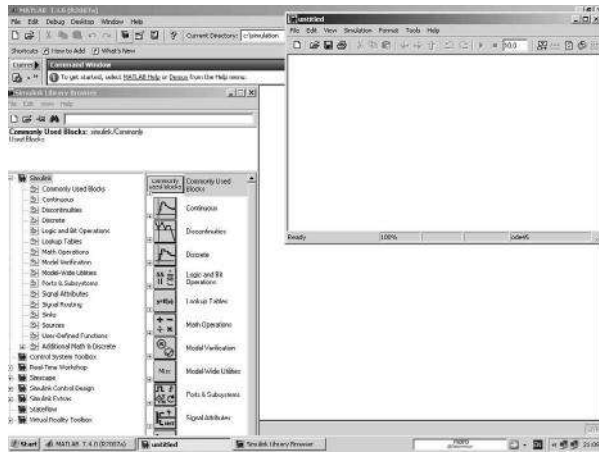 MATLAB 7.4.0 (R2007a)
File Edit Debug Desktop Window Help
Current Directory: c:\simulation
Shortcuts How to Add What's New
Command Window
To get started, select MATLAB Help or Demos from the Help menu.
untitled
File Edit View Simulation Format Tools Help
10.0
Ready 100% ode45
Simulink Library Browser
File Edit View Help
Commonly Used Blocks: simulink/Commonly
Used Blocks
Simulink
Commonly Used Blocks
Continuous
Discontinuities
Discrete
Logic and Bit Operations
Lookup Tables
Math Operations
Model Verification
Model-Wide Utilities
Ports & Subsystems
Signal Attributes
Signal Routing
Sinks
Sources
User-Defined Functions
Additional Math & Discrete
Control System Toolbox
Real-Time Workshop
Simscape
Simulink Control Design
Simulink Extras
Stateflow
Virtual Reality Toolbox
Commonly Used
Blocks
Continuous
Discontinuities
Discrete
Logic and Bit
Operations
Lookup Tables
Math Operations
Model Verification
Model-Wide Utilities
Ports & Subsystems
Signal Attributes
Start MATLAB 7.4.0 (R2007a) untitled Simulink Library Browser